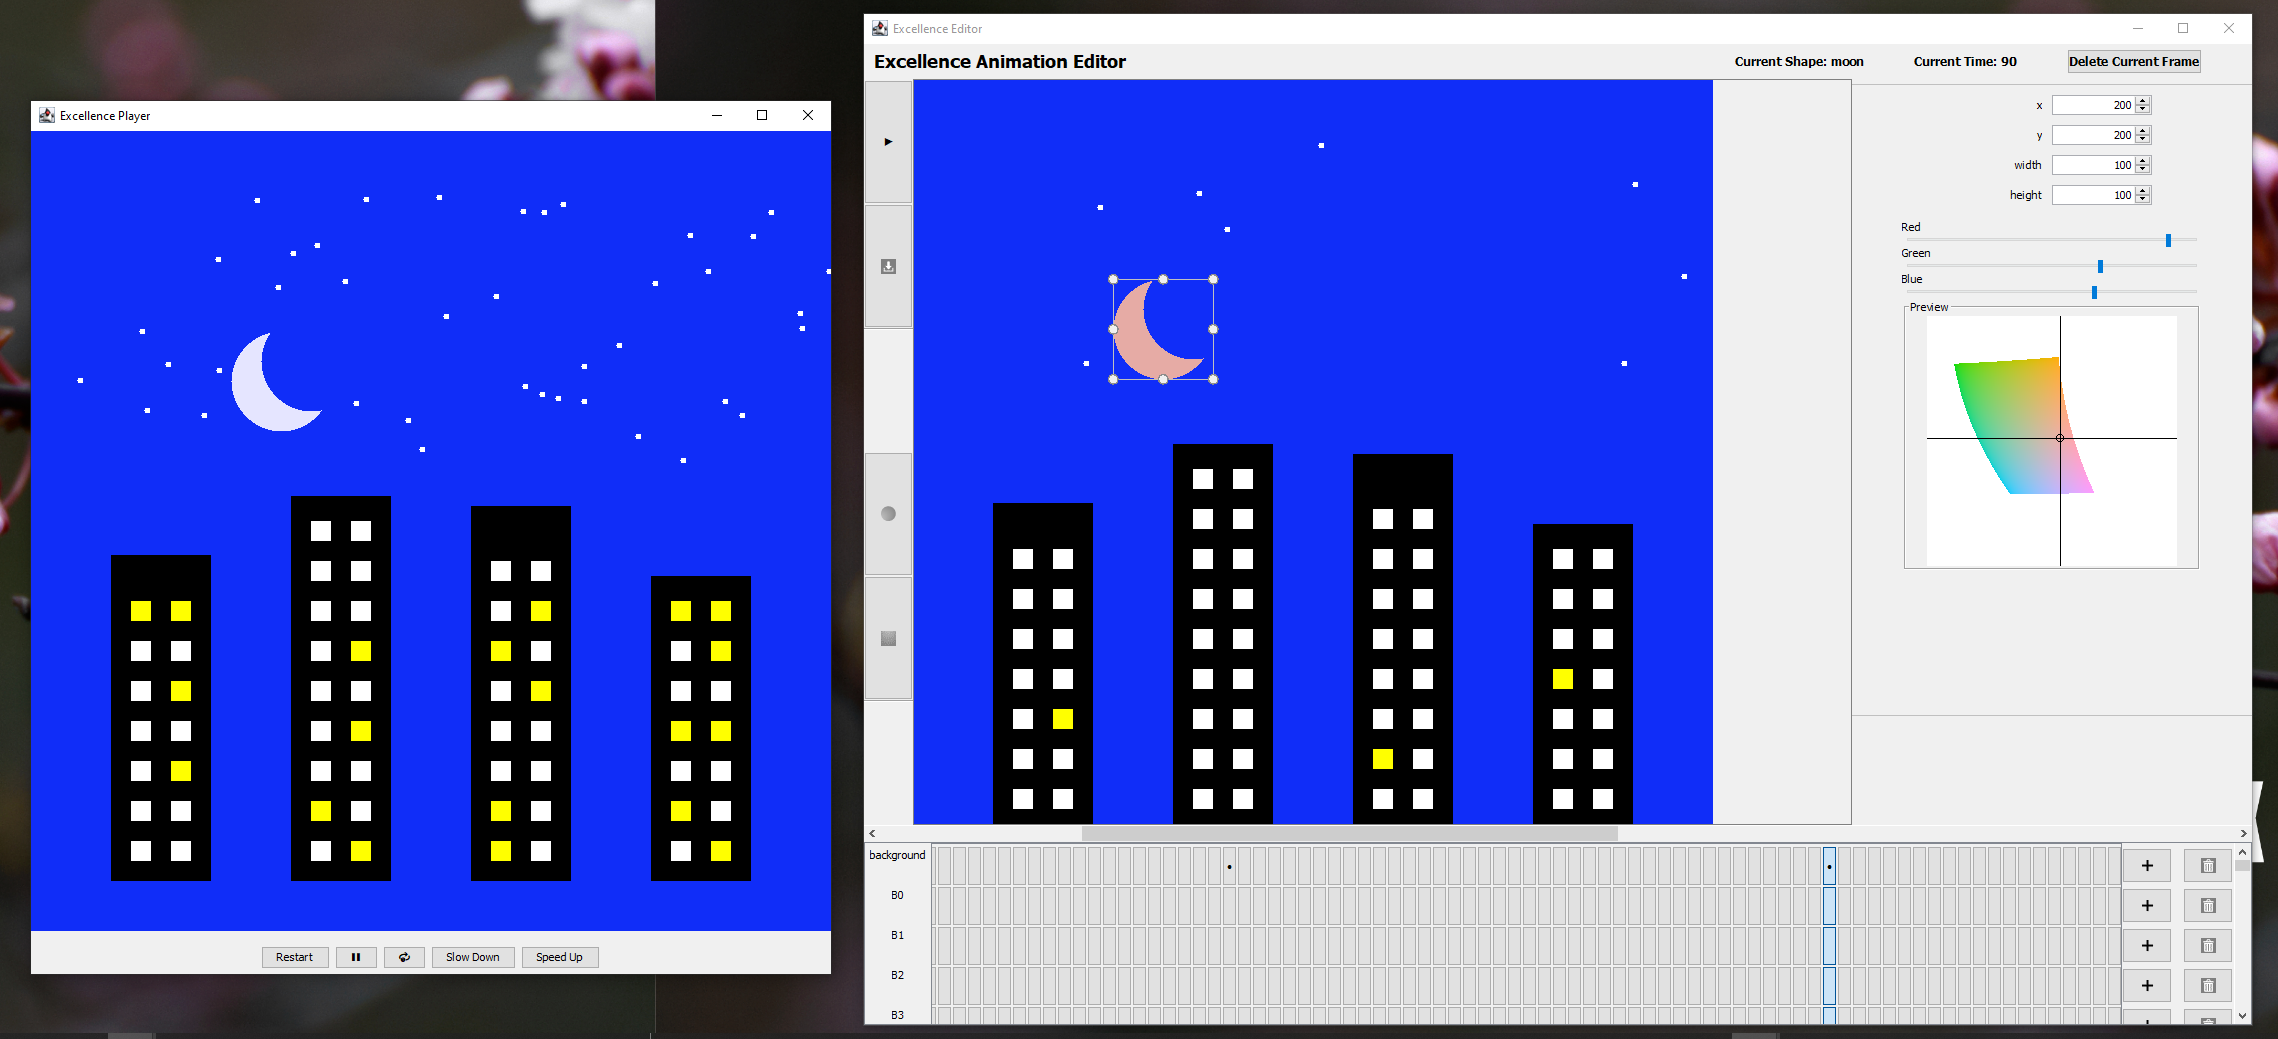 Excellence Player
Restart
Slow Down
Speed Up
Excellence Editor
Excellence Animation Editor
Current Shape: moon
Current Time: 90
Delete Current Frame
x 200
y 200
width 100
height 100
Red
Green
Blue
Preview
background
B0
B1
B2
B3